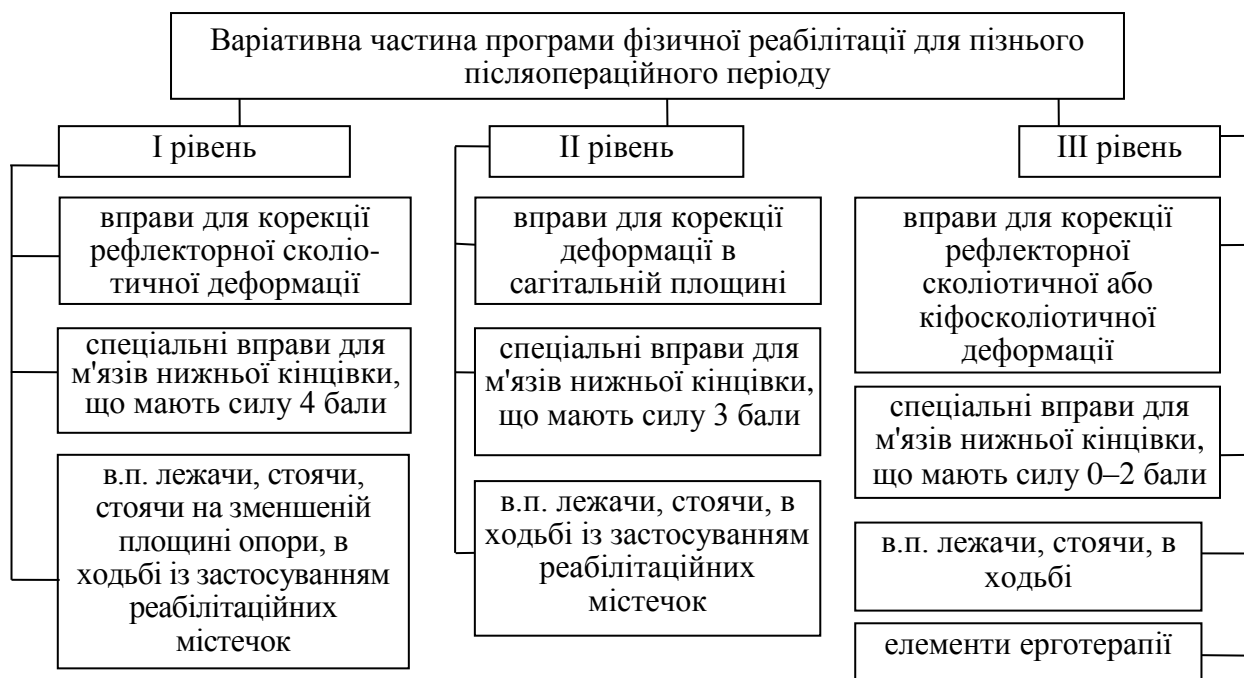 Варіативна частина програми фізичної реабілітації для пізнього
післяопераційного періоду
І рівень
вправи для корекції
рефлекторної сколіо-
тичної деформації
спеціальні вправи для
м'язів нижньої кінцівки,
що мають силу 4 бали
в.п. лежачи, стоячи,
стоячи на зменшеній
площині опори, в
ходьбі із застосуванням
реабілітаційних
містечок
ІІ рівень
вправи для корекції
деформації в
сагітальній площині
спеціальні вправи для
м'язів нижньої кінцівки,
що мають силу 3 бали
в.п. лежачи, стоячи, в
ходьбі із застосуванням
реабілітаційних
містечок
ІІІ рівень
вправи для корекції
рефлекторної
сколіотичної або
кіфосколіотичної
деформації
спеціальні вправи для
м'язів нижньої кінцівки,
що мають силу 0–2 бали
в.п. лежачи, стоячи, в
ходьбі
елементи ерготерапії